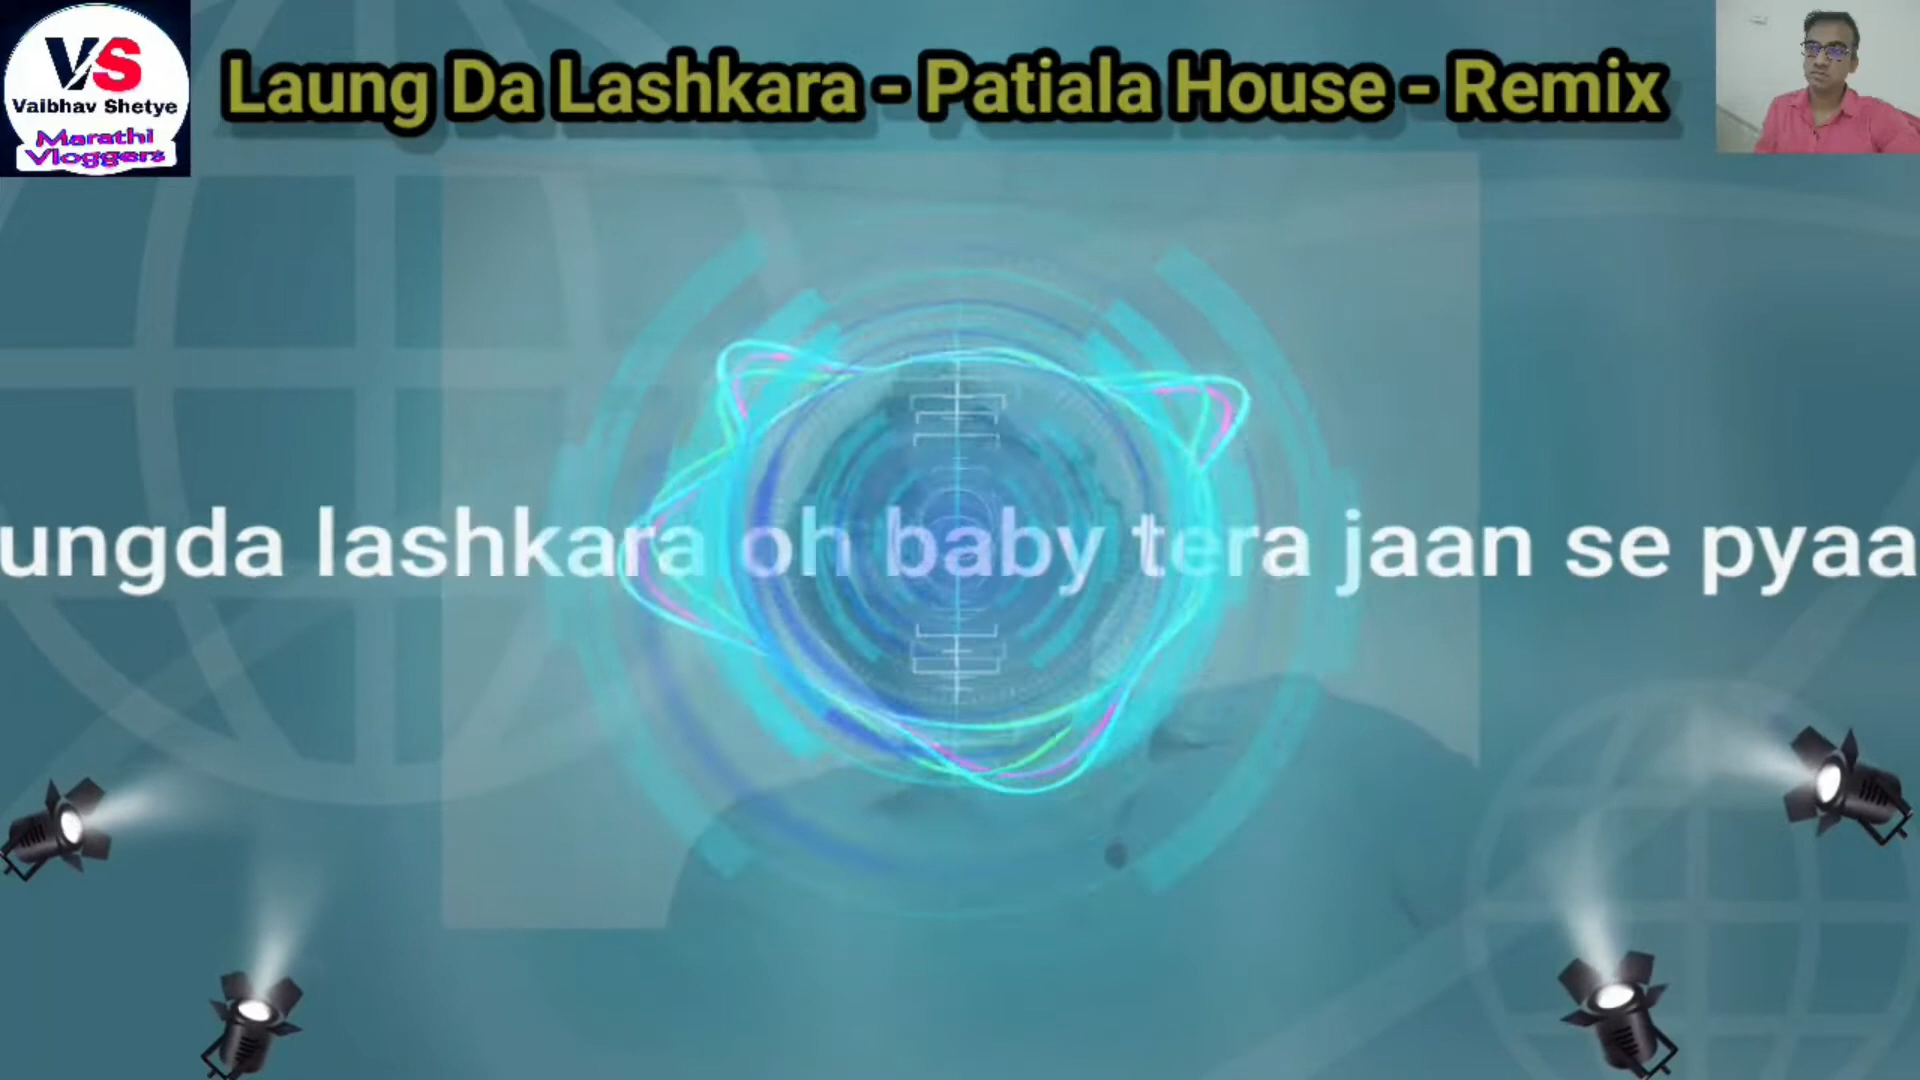 VS
Vaibhav Shetye
Marathi
Vloggers
Laung Da Lashkara - Patiala House - Remix
ungda lashkara oh baby tera jaan se pyaa